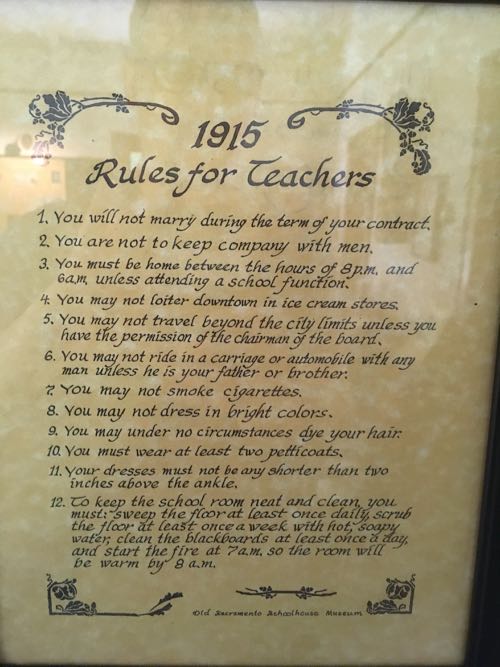 1915
Rules for Teachers
1. You will not marry during the term of your contract.
2. You are not to keep company with men.
3. You must be home between the hours of 8 p.m. and
6 a.m. unless attending a school function.
4. You may not loiter downtown in ice cream stores.
5. You may not travel beyond the city limits unless you
have the permission of the chairman of the board.
6. You may not ride in a carriage or automobile with any
man unless he is your father or brother.
7. You may not smoke cigarettes.
8. You may not dress in bright colors.
9. You may under no circumstances dye your hair.
10. You must wear at least two petticoats.
11. Your dresses must not be any shorter than two
inches above the ankle.
12. To keep the school room neat and clean, you
must: sweep the floor at least once daily, scrub
the floor at least once a week with hot, soapy
water, clean the blackboards at least once a day,
and start the fire at 7 a.m. so the room will
be warm by 8 a.m.
Old Sacramento Schoolhouse Museum